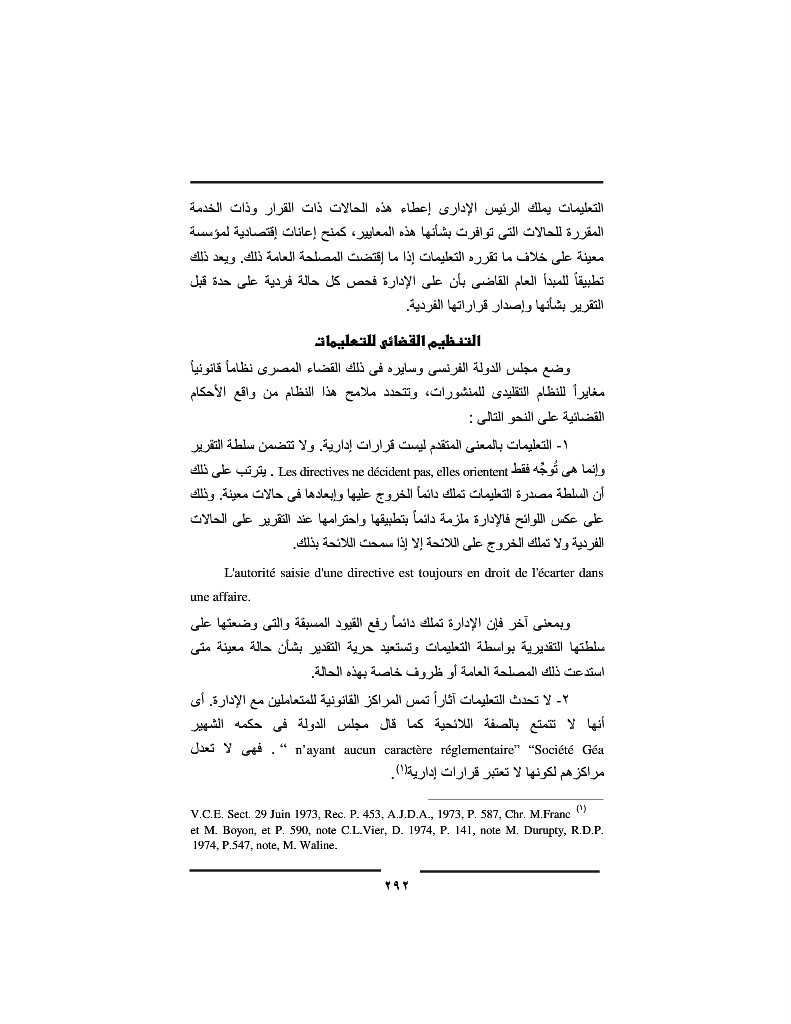 التعليمات يملك الرئيس الإدارى إعطاء هذه الحالات ذات القرار وذات الخدمة
المقررة للحالات التى توافرت بشأنها هذه المعايير، كمنح إعانات إقتصادية لمؤسسة
معينة على خلاف ما تقرره التعليمات إذا ما إقتضت المصلحة العامة ذلك. ويعد ذلك
تطبيقاً للمبدأ العام القاضى بأن على الإدارة فحص كل حالة فردية على حدة قبل
التقرير بشأنها وإصدار قراراتها الفردية.
التنظيم القضائى للتعليمات
وضع مجلس الدولة الفرنسى وسايره فى ذلك القضاء المصرى نظاماً قانونياً
مغايراً للنظام التقليدى للمنشورات، وتتحدد ملامح هذا النظام من واقع الأحكام
القضائية على النحو التالى :
١- التعليمات بالمعنى المتقدم ليست قرارات إدارية. ولا تتضمن سلطة التقرير
وإنما هى تُوجِّه فقط Les directives ne décident pas, elles orientent . يترتب على ذلك
أن السلطة مصدرة التعليمات تملك دائماً الخروج عليها وإبعادها فى حالات معينة. وذلك
على عكس اللوائح فالإدارة ملزمة دائماً بتطبيقها واحترامها عند التقرير على الحالات
الفردية ولا تملك الخروج على اللائحة إلا إذا سمحت اللائحة بذلك.
L'autorité saisie d'une directive est toujours en droit de l'écarter dans
une affaire.
وبمعنى آخر فإن الإدارة تملك دائماً رفع القيود المسبقة والتى وضعتها على
سلطتها التقديرية بواسطة التعليمات وتستعيد حرية التقدير بشأن حالة معينة متى
استدعت ذلك المصلحة العامة أو ظروف خاصة بهذه الحالة.
٢- لا تحدث التعليمات آثاراً تمس المراكز القانونية للمتعاملين مع الإدارة. أى
أنها لا تتمتع بالصفة اللائحية كما قال مجلس الدولة فى حكمه الشهير
n’ayant aucun caractère réglementaire” “Société Géa “ . فهى لا تعدل
مراكزهم لكونها لا تعتبر قرارات إدارية(١).
V.C.E. Sect. 29 Juin 1973, Rec. P. 453, A.J.D.A., 1973, P. 587, Chr. M.Franc (١)
et M. Boyon, et P. 590, note C.L.Vier, D. 1974, P. 141, note M. Durupty, R.D.P.
1974, P.547, note, M. Waline.
٢٩٢